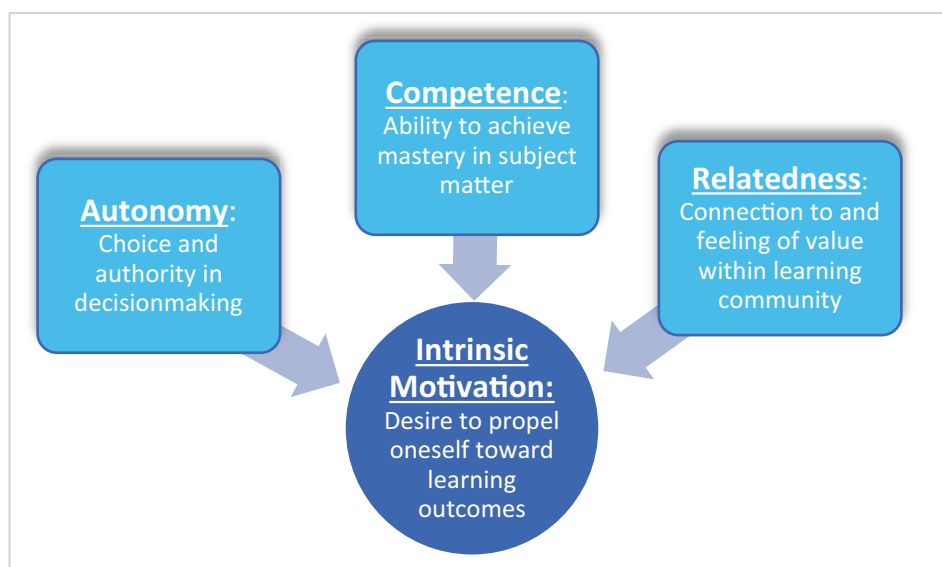 Autonomy:
Choice and
authority in
decisionmaking
Competence:
Ability to achieve
mastery in subject
matter
Relatedness:
Connection to and
feeling of value
within learning
community
Intrinsic
Motivation:
Desire to propel
oneself toward
learning
outcomes